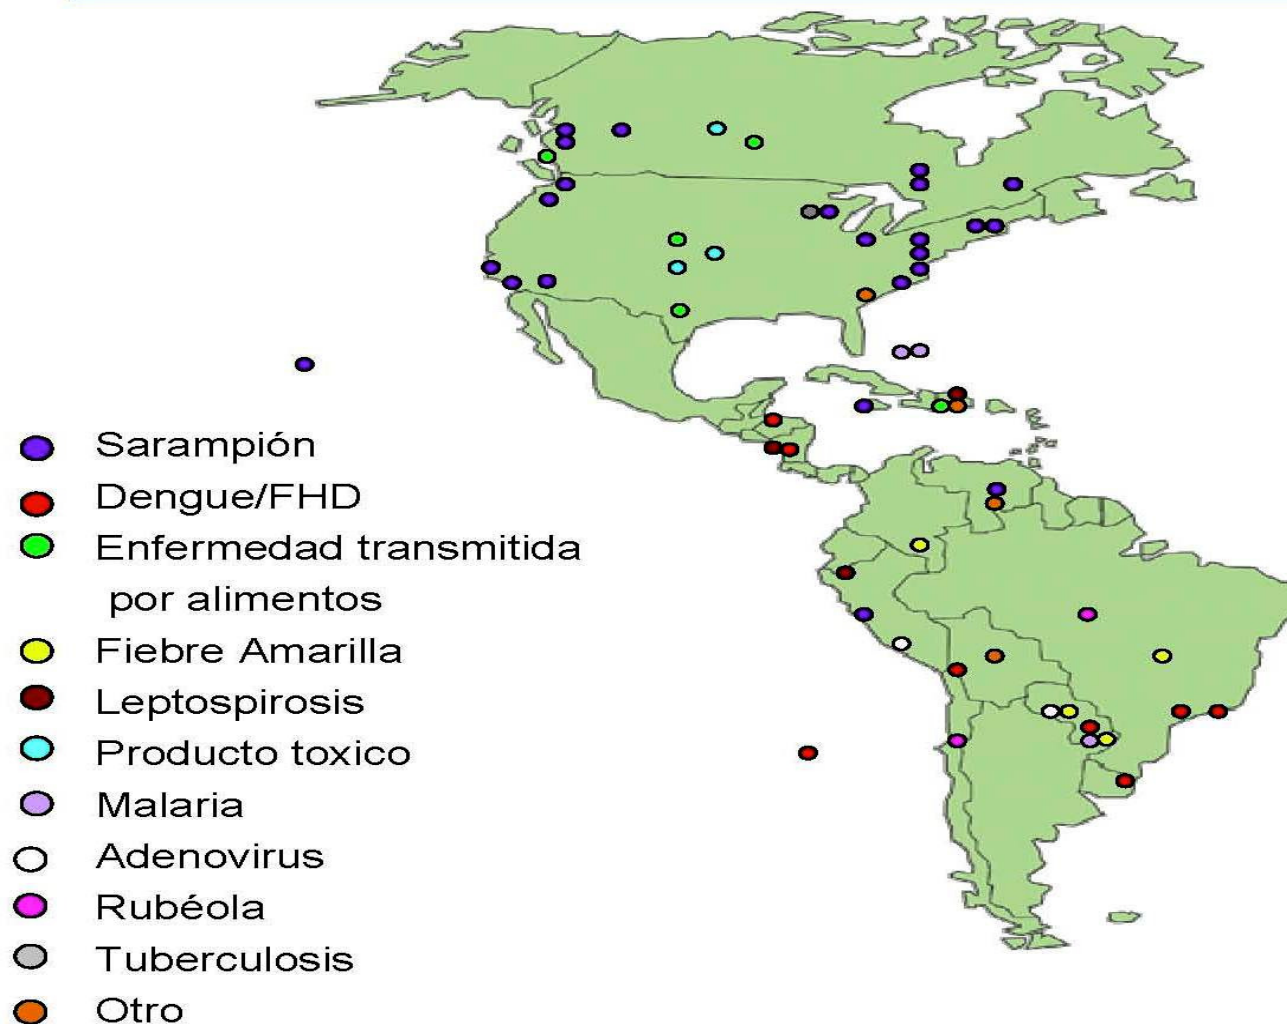 Sarampión
Dengue/FHD
Enfermedad transmitida
por alimentos
Fiebre Amarilla
Leptospirosis
Producto toxico
Malaria
Adenovirus
Rubéola
Tuberculosis
Otro